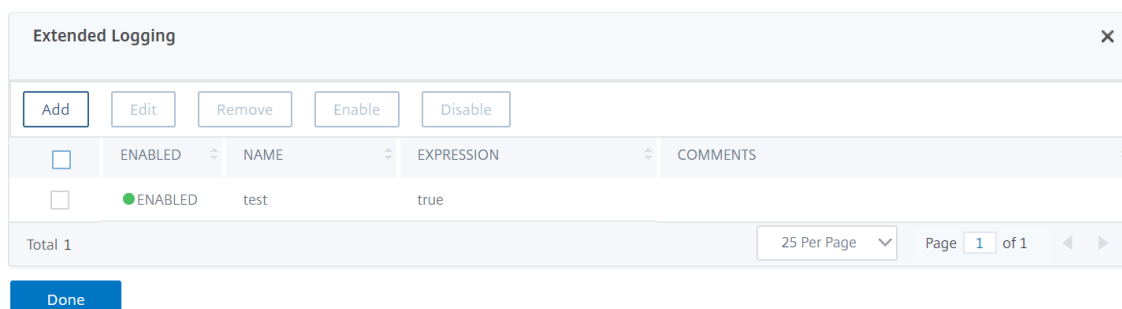 Extended Logging
Add Edit Remove Enable Disable
ENABLED NAME EXPRESSION COMMENTS
ENABLED test true
Total 1 25 Per Page Page 1 of 1
Done